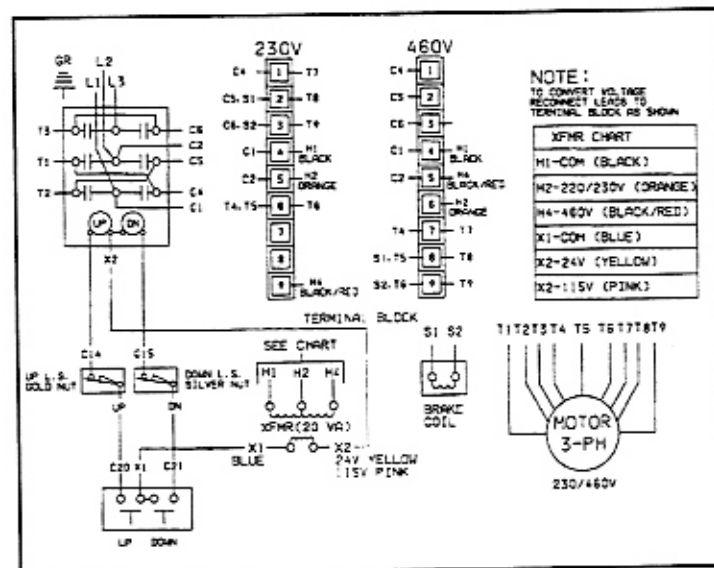 GR
L2
L1
L3
T3
C6
C2
T1
C5
T2
C4
C1
UP
DN
X2
230V
C4 1 T7
C5.S1 2 T8
C6-S2 3 T9
C1 4 H1
BLACK
C2 5 H2
ORANGE
T4.T5 6 T6
7
8
9 H4
BLACK/RED
460V
C4 1
C5 2
C6 3
C1 4 H1
BLACK
C2 5 H4
BLACK/RED
6 H2
ORANGE
T4 7 T7
S1.T5 8 T8
S2.T6 9 T9
TERMINAL BLOCK
NOTE:
TO CONVERT VOLTAGE
RECONNECT LEADS TO
TERMINAL BLOCK AS SHOWN
XFMR CHART
H1-COM (BLACK)
H2-220/230V (ORANGE)
H4-460V (BLACK/RED)
X1-COM (BLUE)
X2-24V (YELLOW)
X2-115V (PINK)
C14
C15
UP L.S.
GOLD NUT
DOWN L.S.
SILVER NUT
UP
DN
SEE CHART
H1 H2 H4
XFMR(20 VA)
X1
BLUE
X2
24V YELLOW
115V PINK
C20 X1 C21
UP DOWN
S1 S2
BRAKE
COIL
T1 T2 T3 T4 T5 T6 T7 T8 T9
MOTOR
3-PH
230/460V